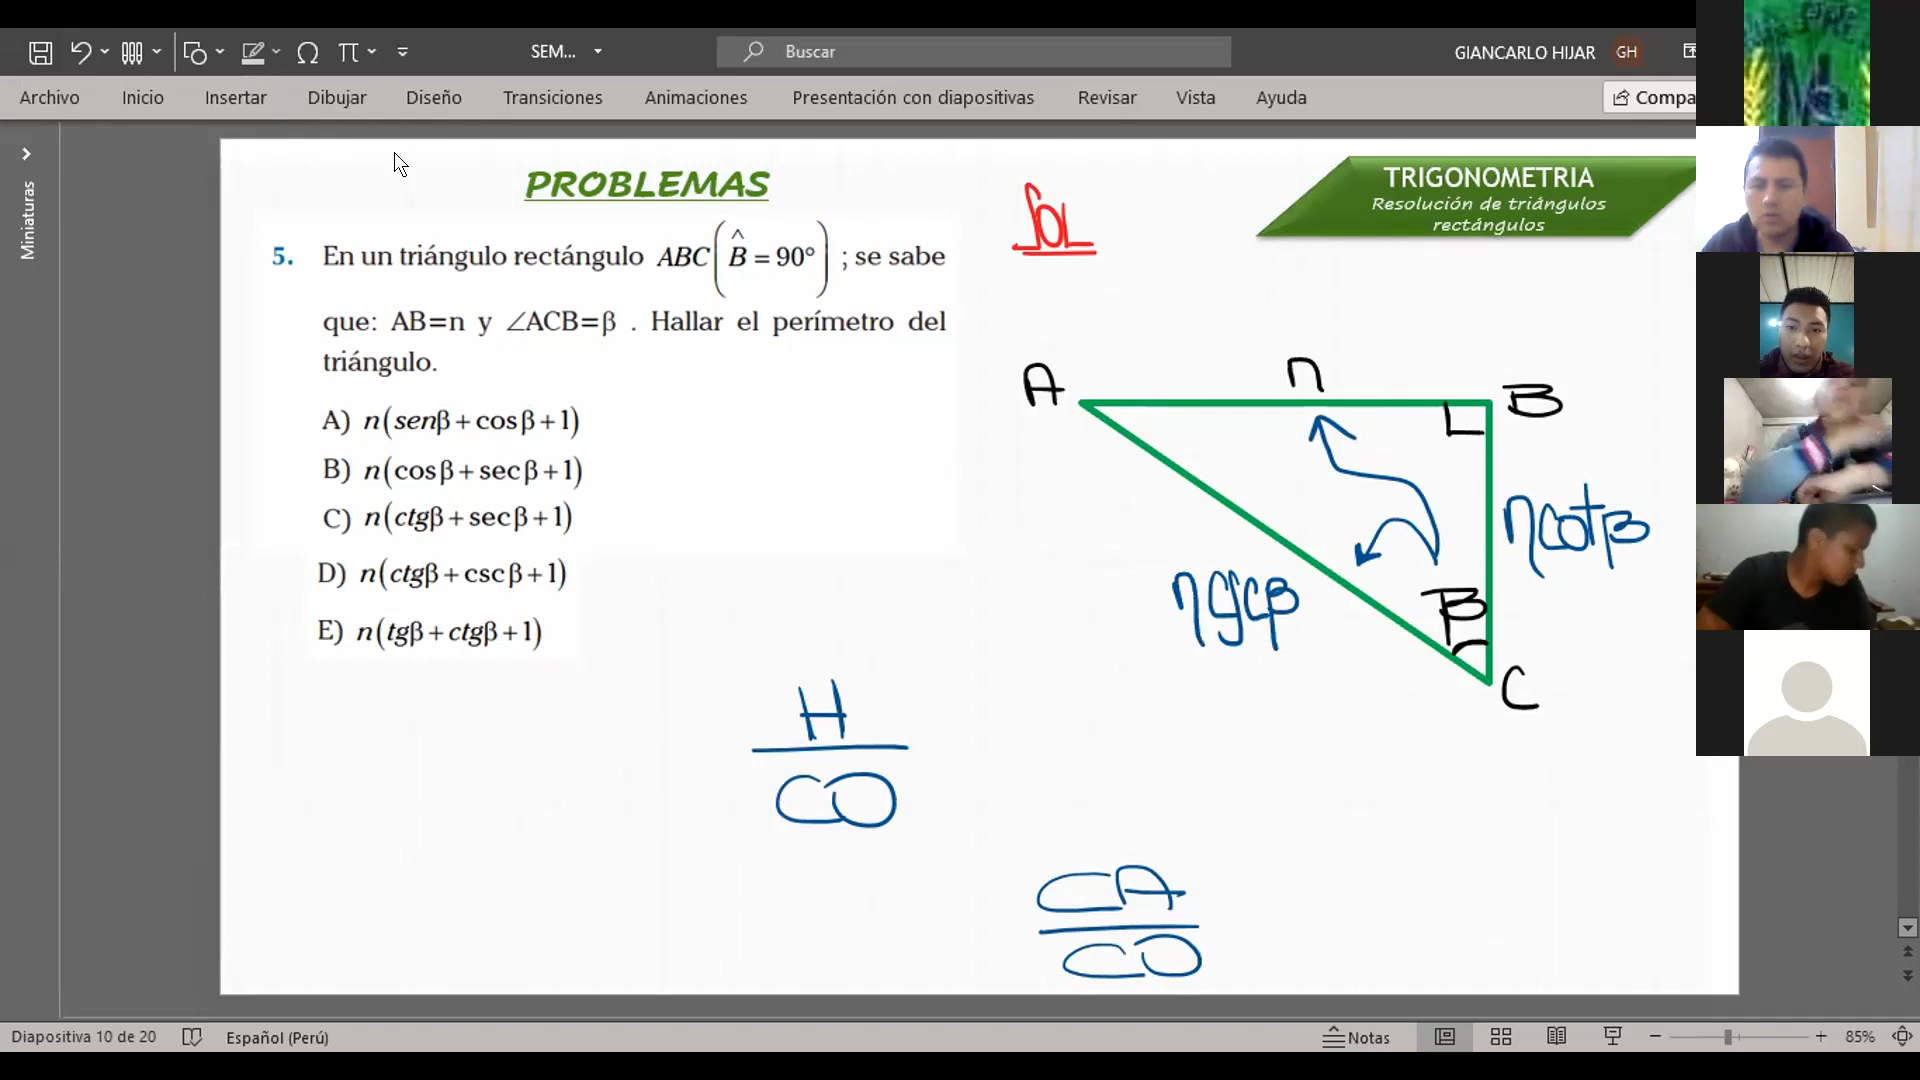 SEM...
Buscar
GIANCARLO HIJAR GH
Archivo Inicio Insertar Dibujar Diseño Transiciones Animaciones Presentación con diapositivas Revisar Vista Ayuda Compa
Miniaturas
PROBLEMAS
TRIGONOMETRIA
Resolución de triángulos
rectángulos
SOL
5. En un triángulo rectángulo ABC(B̂ = 90°) ; se sabe
que: AB=n y ∠ACB=β . Hallar el perímetro del
triángulo.
A) n(senβ + cosβ + 1)
B) n(cosβ + secβ + 1)
C) n(ctgβ + secβ + 1)
D) n(ctgβ + cscβ + 1)
E) n(tgβ + ctgβ + 1)
A n B
ncotβ
β
C
H
CO
CA
CO
Diapositiva 10 de 20 Español (Perú) Notas 85%